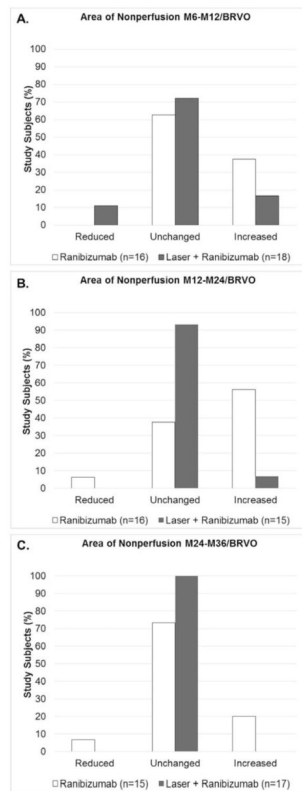 A. Area of Nonperfusion M6-M12/BRVO
Study Subjects (%)
100
90
80
70
60
50
40
30
20
10
0
Reduced Unchanged Increased
Ranibizumab (n=16) Laser + Ranibizumab (n=18)
B. Area of Nonperfusion M12-M24/BRVO
Study Subjects (%)
100
90
80
70
60
50
40
30
20
10
0
Reduced Unchanged Increased
Ranibizumab (n=16) Laser + Ranibizumab (n=15)
C. Area of Nonperfusion M24-M36/BRVO
Study Subjects (%)
100
90
80
70
60
50
40
30
20
10
0
Reduced Unchanged Increased
Ranibizumab (n=15) Laser + Ranibizumab (n=17)